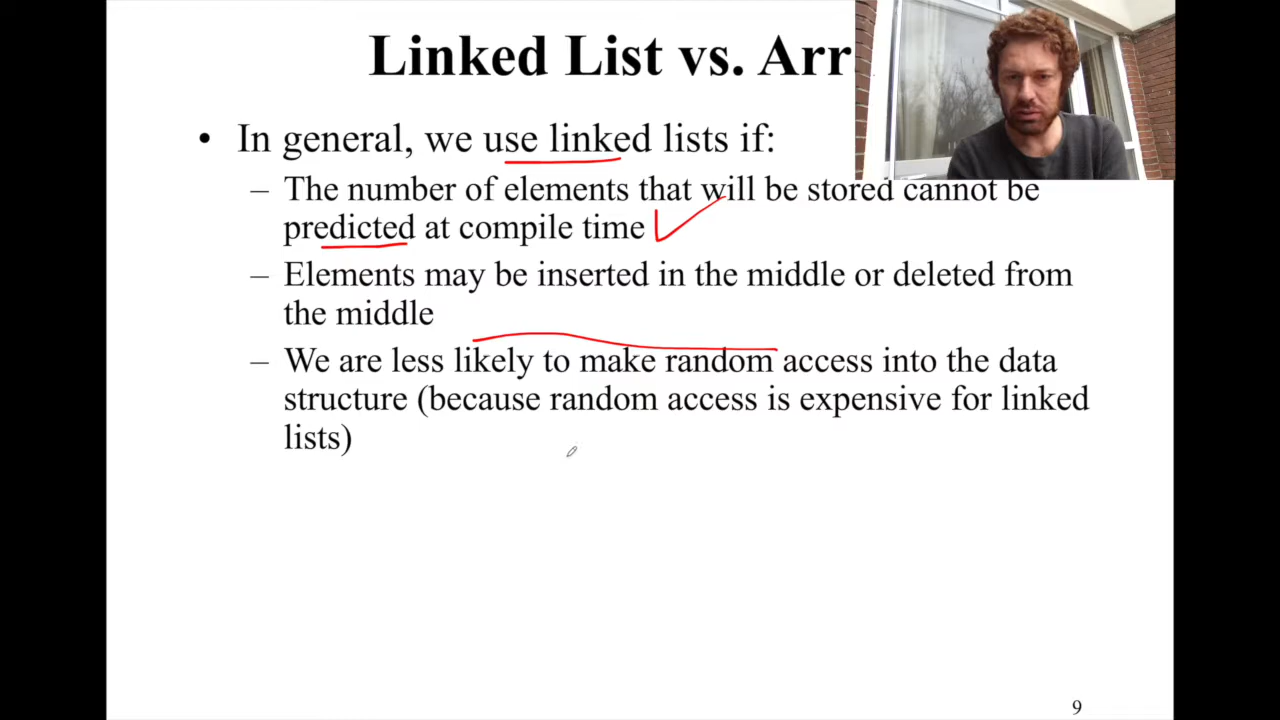 Linked List vs. Arr
• In general, we use linked lists if:
– The number of elements that will be stored cannot be
predicted at compile time
– Elements may be inserted in the middle or deleted from
the middle
– We are less likely to make random access into the data
structure (because random access is expensive for linked
lists)
9